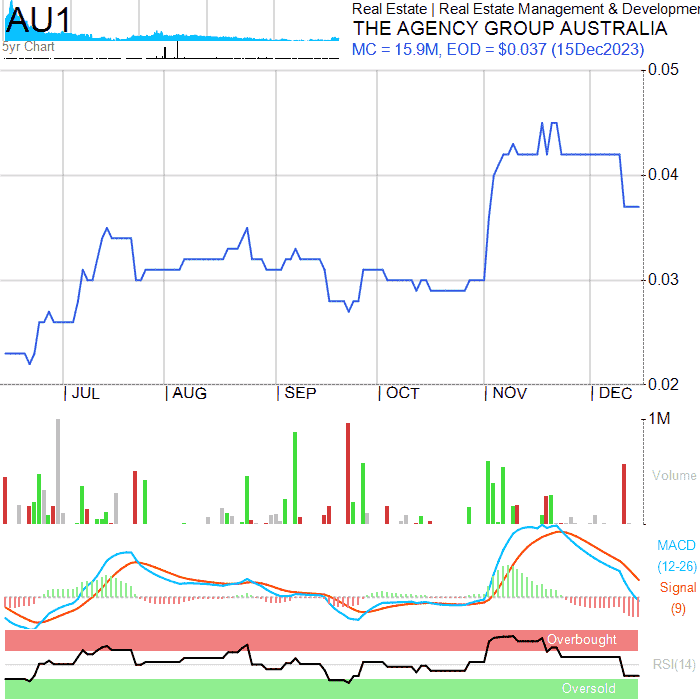 AU1
Real Estate | Real Estate Management & Developmen
THE AGENCY GROUP AUSTRALIA
MC = 15.9M, EOD = $0.037 (15Dec2023)
5yr Chart
0.05
0.04
0.03
0.02
JUL AUG SEP OCT NOV DEC
1M
Volume
MACD
(12-26)
Signal
(9)
Overbought
RSI(14)
Oversold